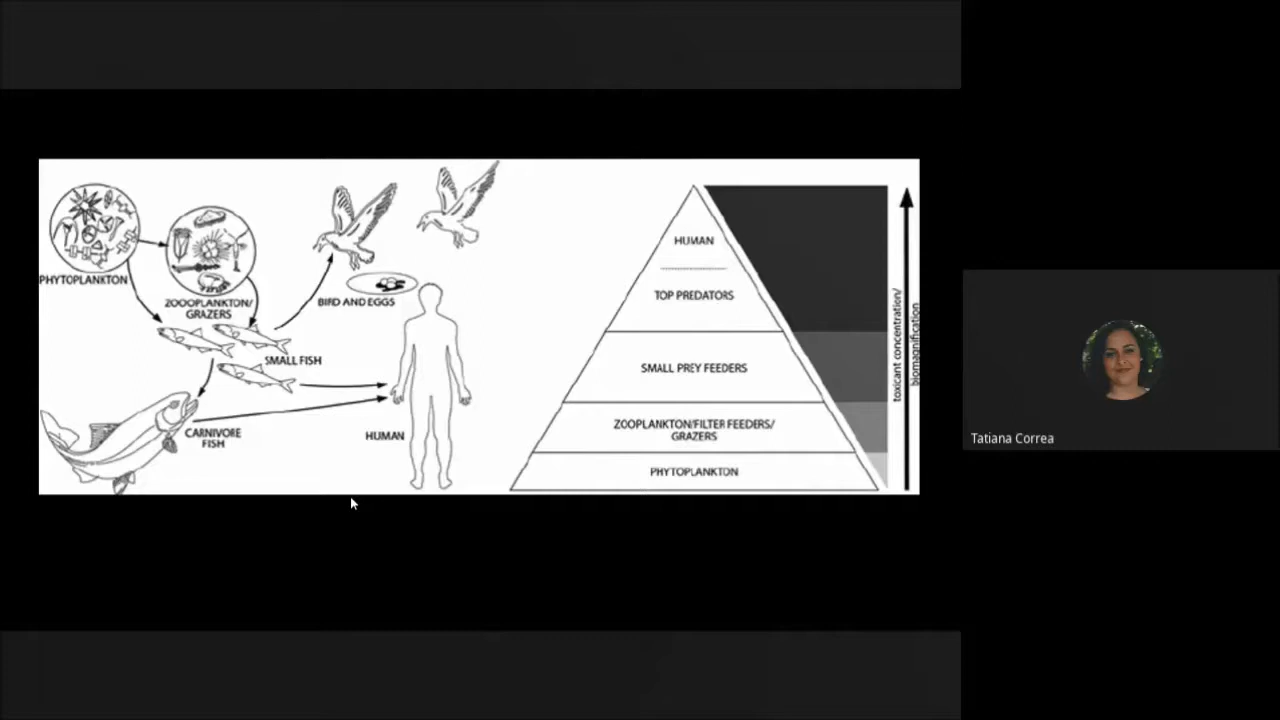 PHYTOPLANKTON
ZOOOPLANKTON/
GRAZERS
BIRD AND EGGS
SMALL FISH
CARNIVORE
FISH
HUMAN
HUMAN
TOP PREDATORS
SMALL PREY FEEDERS
ZOOPLANKTON/FILTER FEEDERS/
GRAZERS
PHYTOPLANKTON
toxicant concentration/
biomagnification
Tatiana Correa